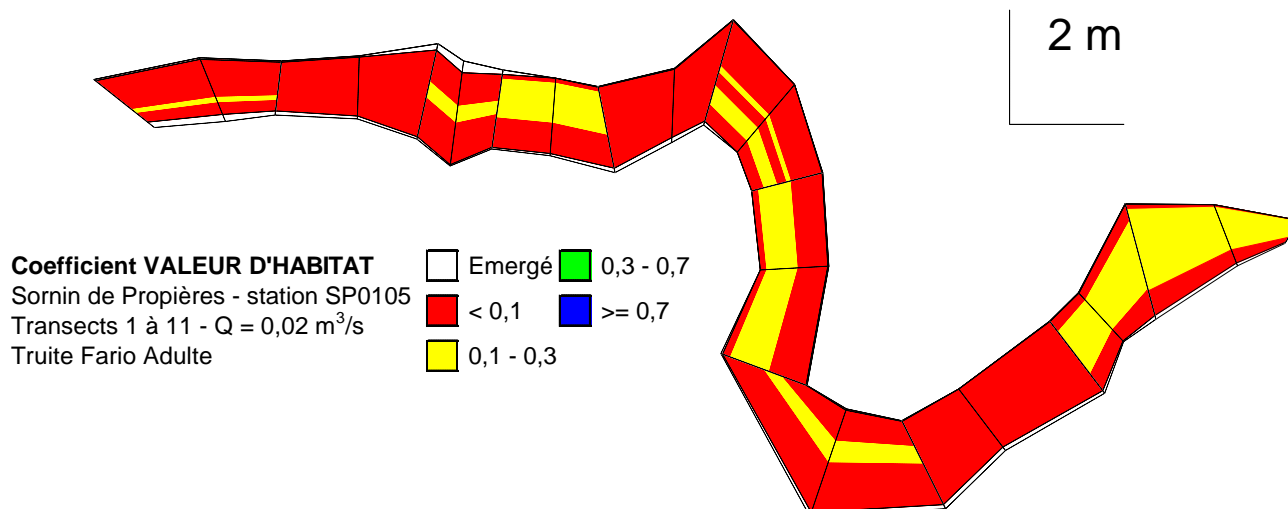 2 m
Coefficient VALEUR D'HABITAT
Sornin de Propières - station SP0105
Transects 1 à 11 - Q = 0,02 m³/s
Truite Fario Adulte
Emergé 0,3 - 0,7
< 0,1 >= 0,7
0,1 - 0,3